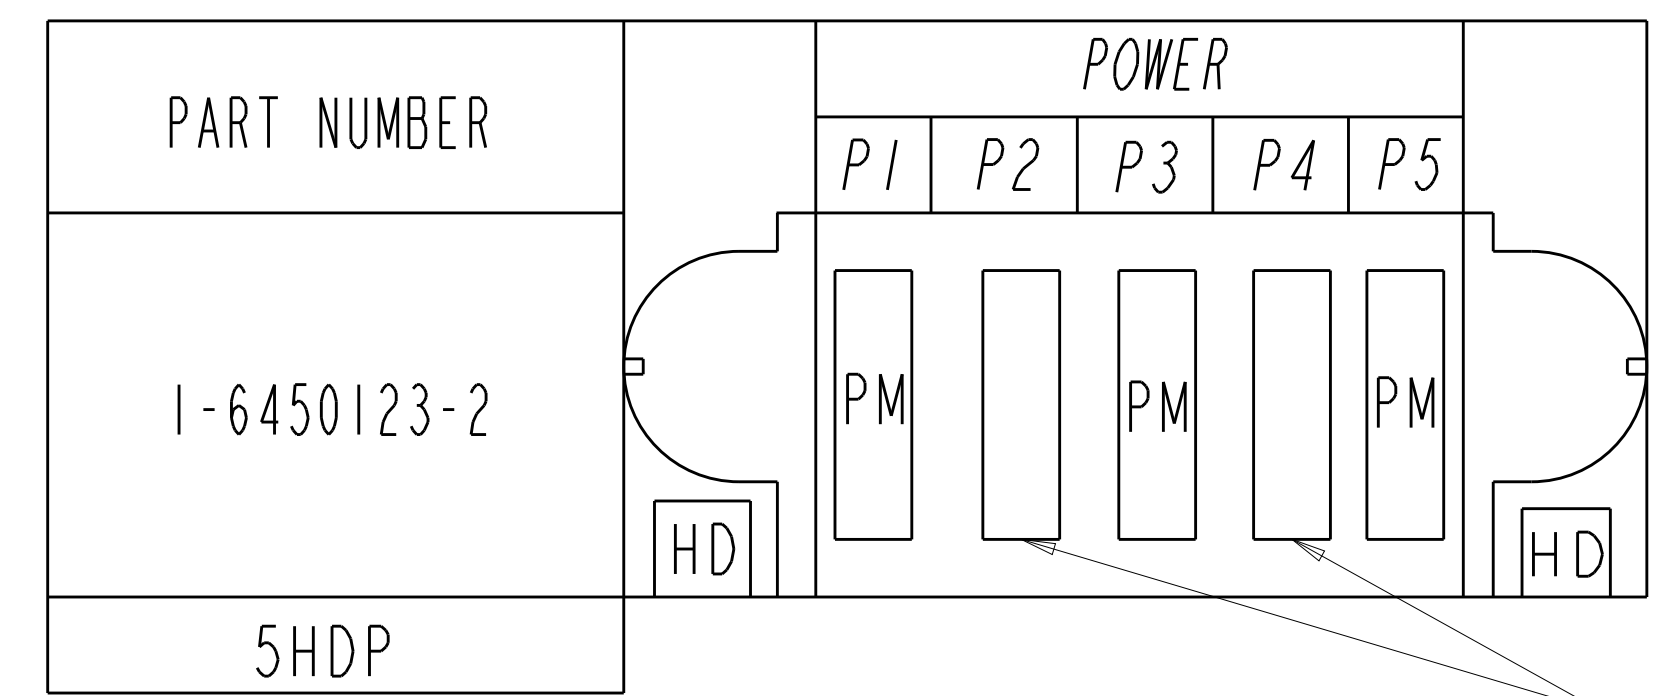 POWER
PART NUMBER
P1 P2 P3 P4 P5
1-6450123-2
PM PM PM
HD HD
5HDP